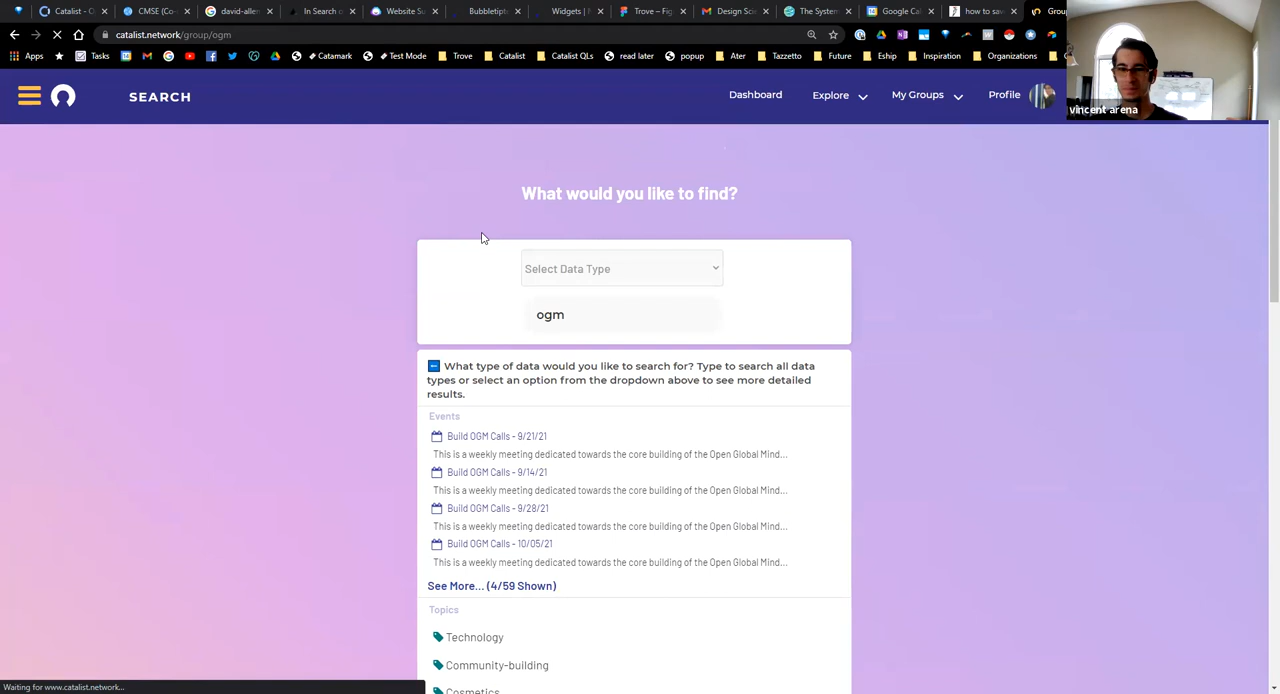 Catalist - C
CMSE (Co
david-aller
In Search o
Website Su
Bubbletip
Widgets | 
Trove – Fig
Design S
The System
Google Cal
how to sav
Group
catalist.network/group/ogm
Apps
Tasks
Catamark
Test Mode
Trove
Catalist
Catalist QLs
read later
popup
Ater
Tazzetto
Future
Eship
Inspiration
Organizations
vincent arena
SEARCH
Dashboard
Explore
My Groups
Profile
What would you like to find?
Select Data Type
ogm
What type of data would you like to search for? Type to search all data
types or select an option from the dropdown above to see more detailed
results.
Events
Build OGM Calls - 9/21/21
This is a weekly meeting dedicated towards the core building of the Open Global Mind...
Build OGM Calls - 9/14/21
This is a weekly meeting dedicated towards the core building of the Open Global Mind...
Build OGM Calls - 9/28/21
This is a weekly meeting dedicated towards the core building of the Open Global Mind...
Build OGM Calls - 10/05/21
This is a weekly meeting dedicated towards the core building of the Open Global Mind...
See More... (4/59 Shown)
Topics
Technology
Community-building
Cosmetics
Waiting for www.catalist.network...